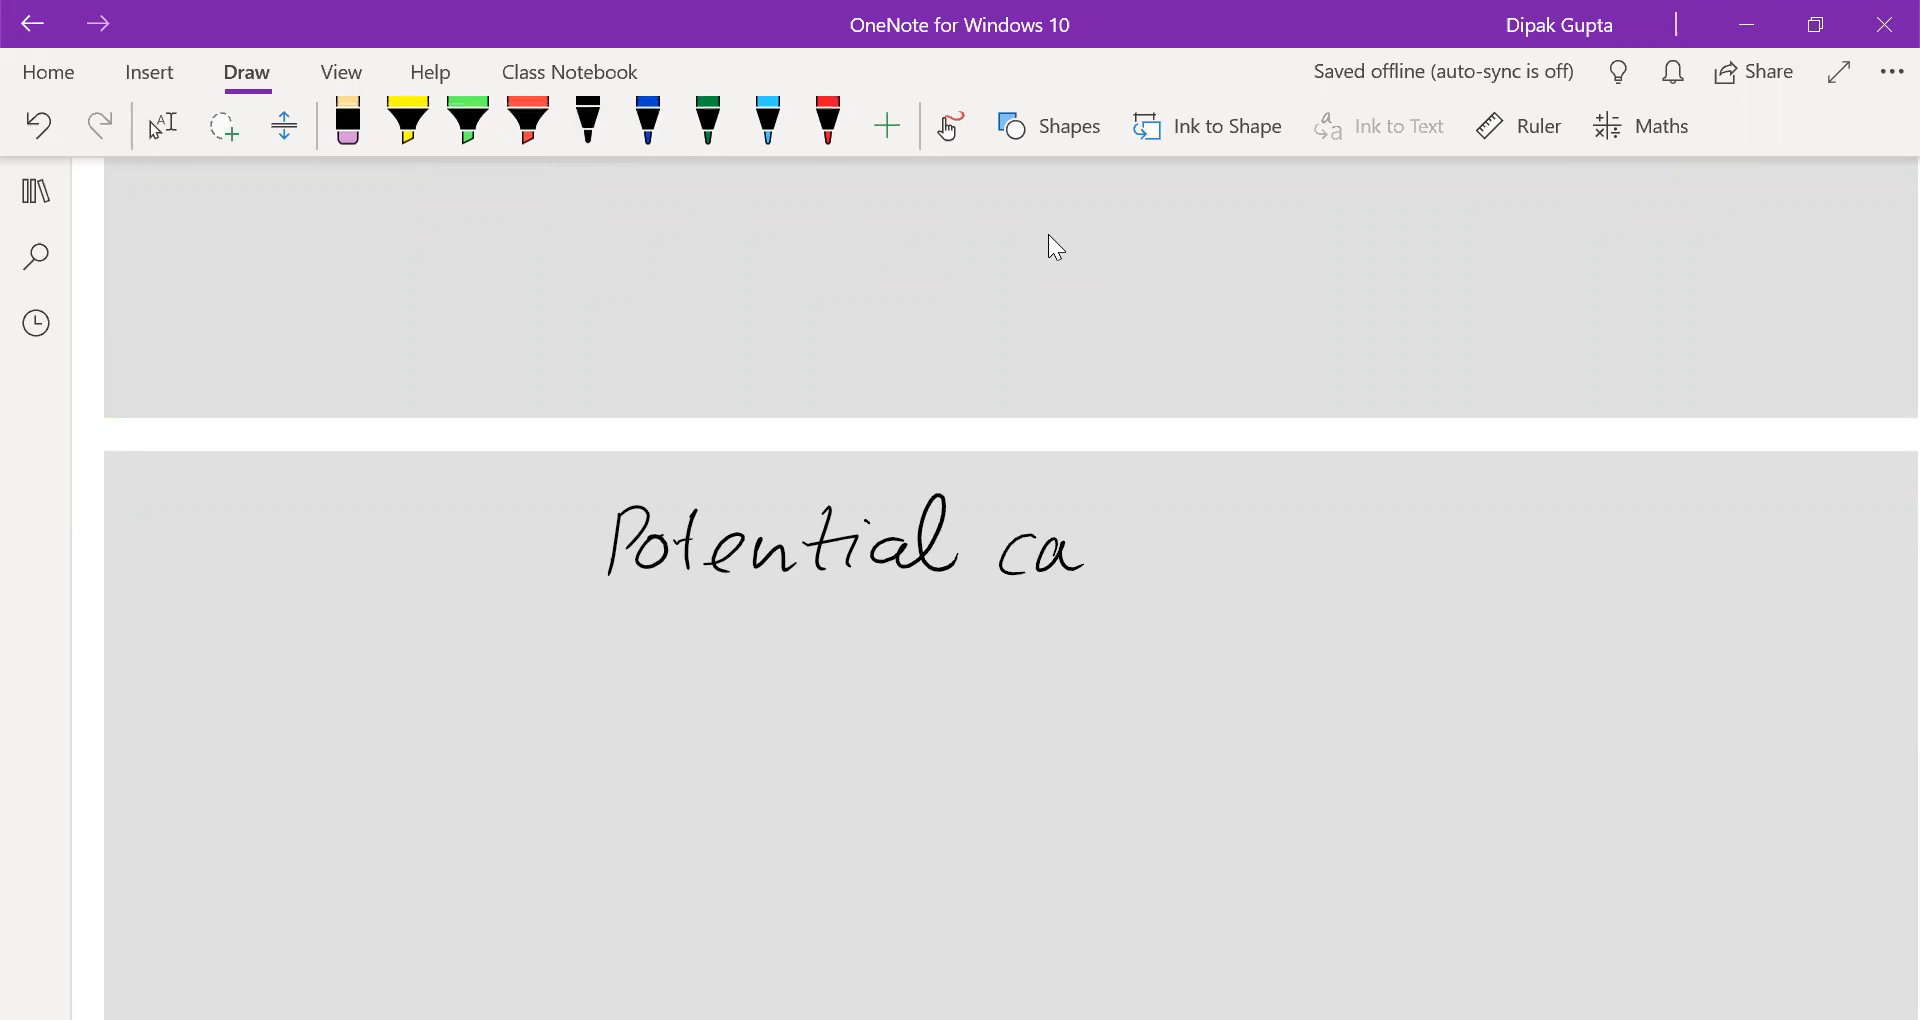 OneNote for Windows 10
Dipak Gupta
Home Insert Draw View Help Class Notebook
Saved offline (auto-sync is off) Share
Shapes Ink to Shape Ink to Text Ruler Maths
Potential ca